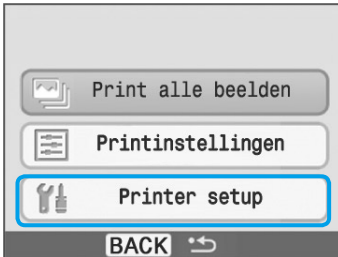 Print alle beelden
Printinstellingen
Printer setup
BACK